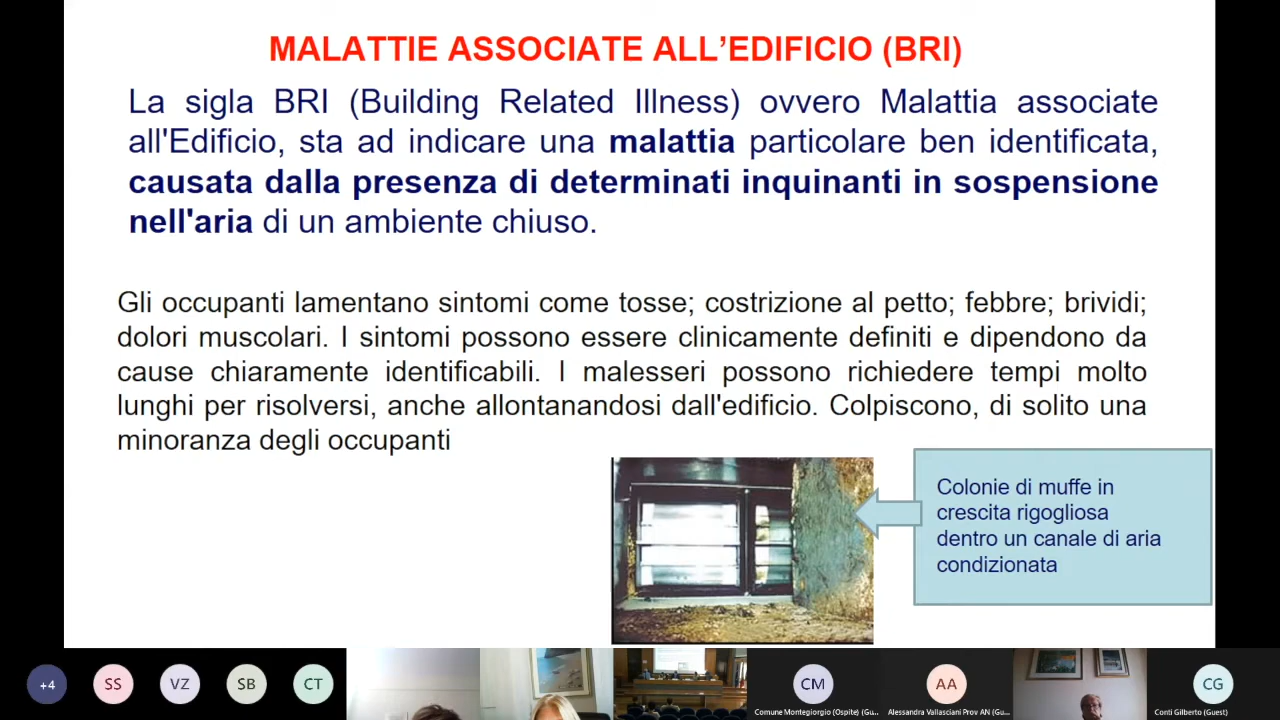 MALATTIE ASSOCIATE ALL’EDIFICIO (BRI)
La sigla BRI (Building Related Illness) ovvero Malattia associate
all'Edificio, sta ad indicare una malattia particolare ben identificata,
causata dalla presenza di determinati inquinanti in sospensione
nell'aria di un ambiente chiuso.
Gli occupanti lamentano sintomi come tosse; costrizione al petto; febbre; brividi;
dolori muscolari. I sintomi possono essere clinicamente definiti e dipendono da
cause chiaramente identificabili. I malesseri possono richiedere tempi molto
lunghi per risolversi, anche allontanandosi dall'edificio. Colpiscono, di solito una
minoranza degli occupanti
Colonie di muffe in
crescita rigogliosa
dentro un canale di aria
condizionata
+4
SS
VZ
SB
CT
CM
AA
CG
Comune Montegiorgio (Ospite) (Gu...
Alessandra Vallasciani Prov AN (Gu...
Conti Gilberto (Guest)